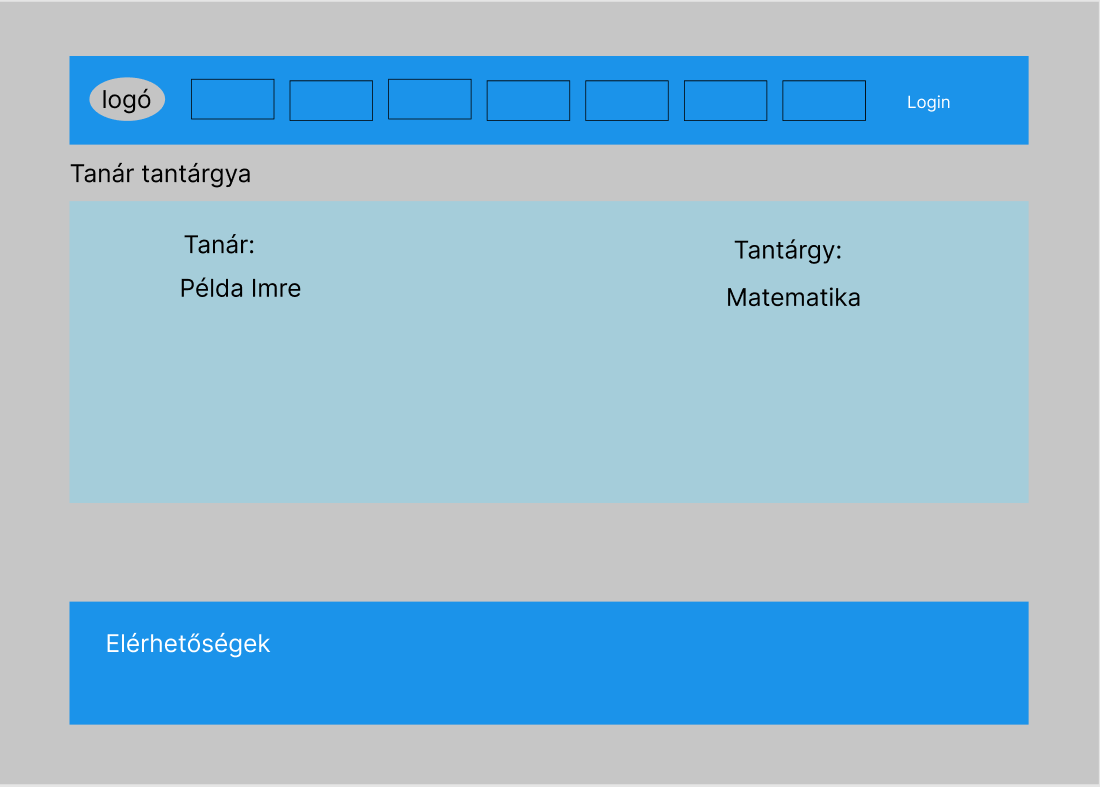 logó
Login
Tanár tantárgya
Tanár:
Példa Imre
Tantárgy:
Matematika
Elérhetőségek